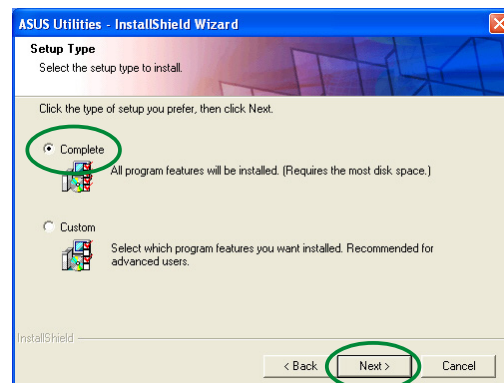 ASUS Utilities - InstallShield Wizard
Setup Type
Select the setup type to install.
Click the type of setup you prefer, then click Next.
Complete
All program features will be installed. (Requires the most disk space.)
Custom
Select which program features you want installed. Recommended for
advanced users.
InstallShield
< Back Next > Cancel